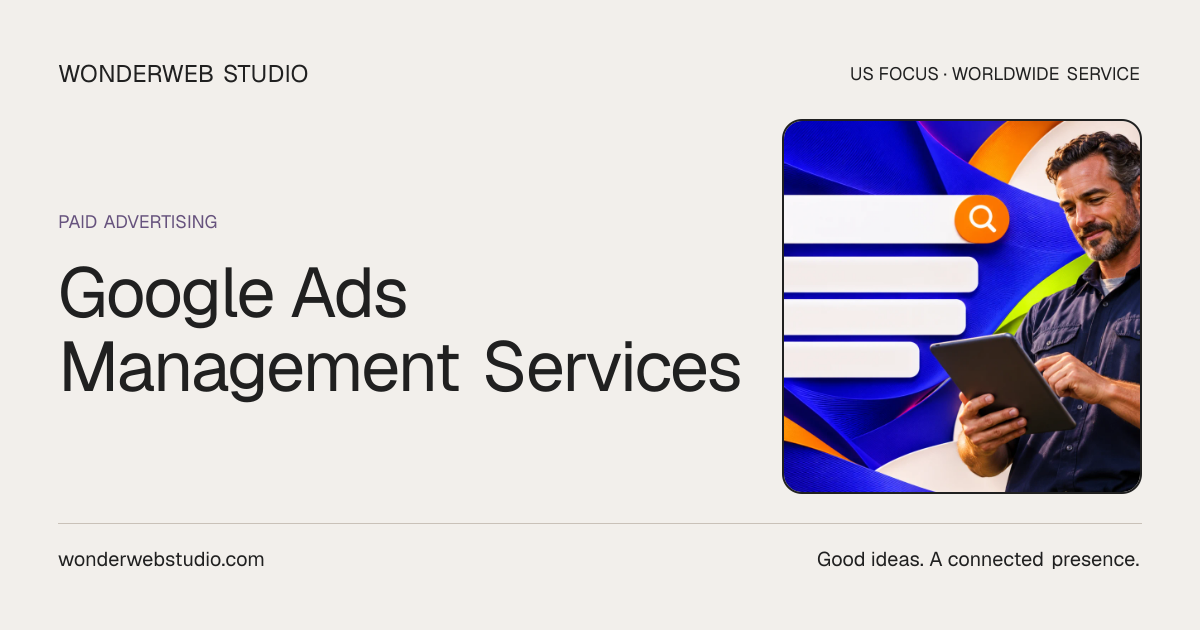 WONDERWEB STUDIO
US FOCUS · WORLDWIDE SERVICE
PAID ADVERTISING
Google Ads
Management Services
wonderwebstudio.com
Good ideas. A connected presence.